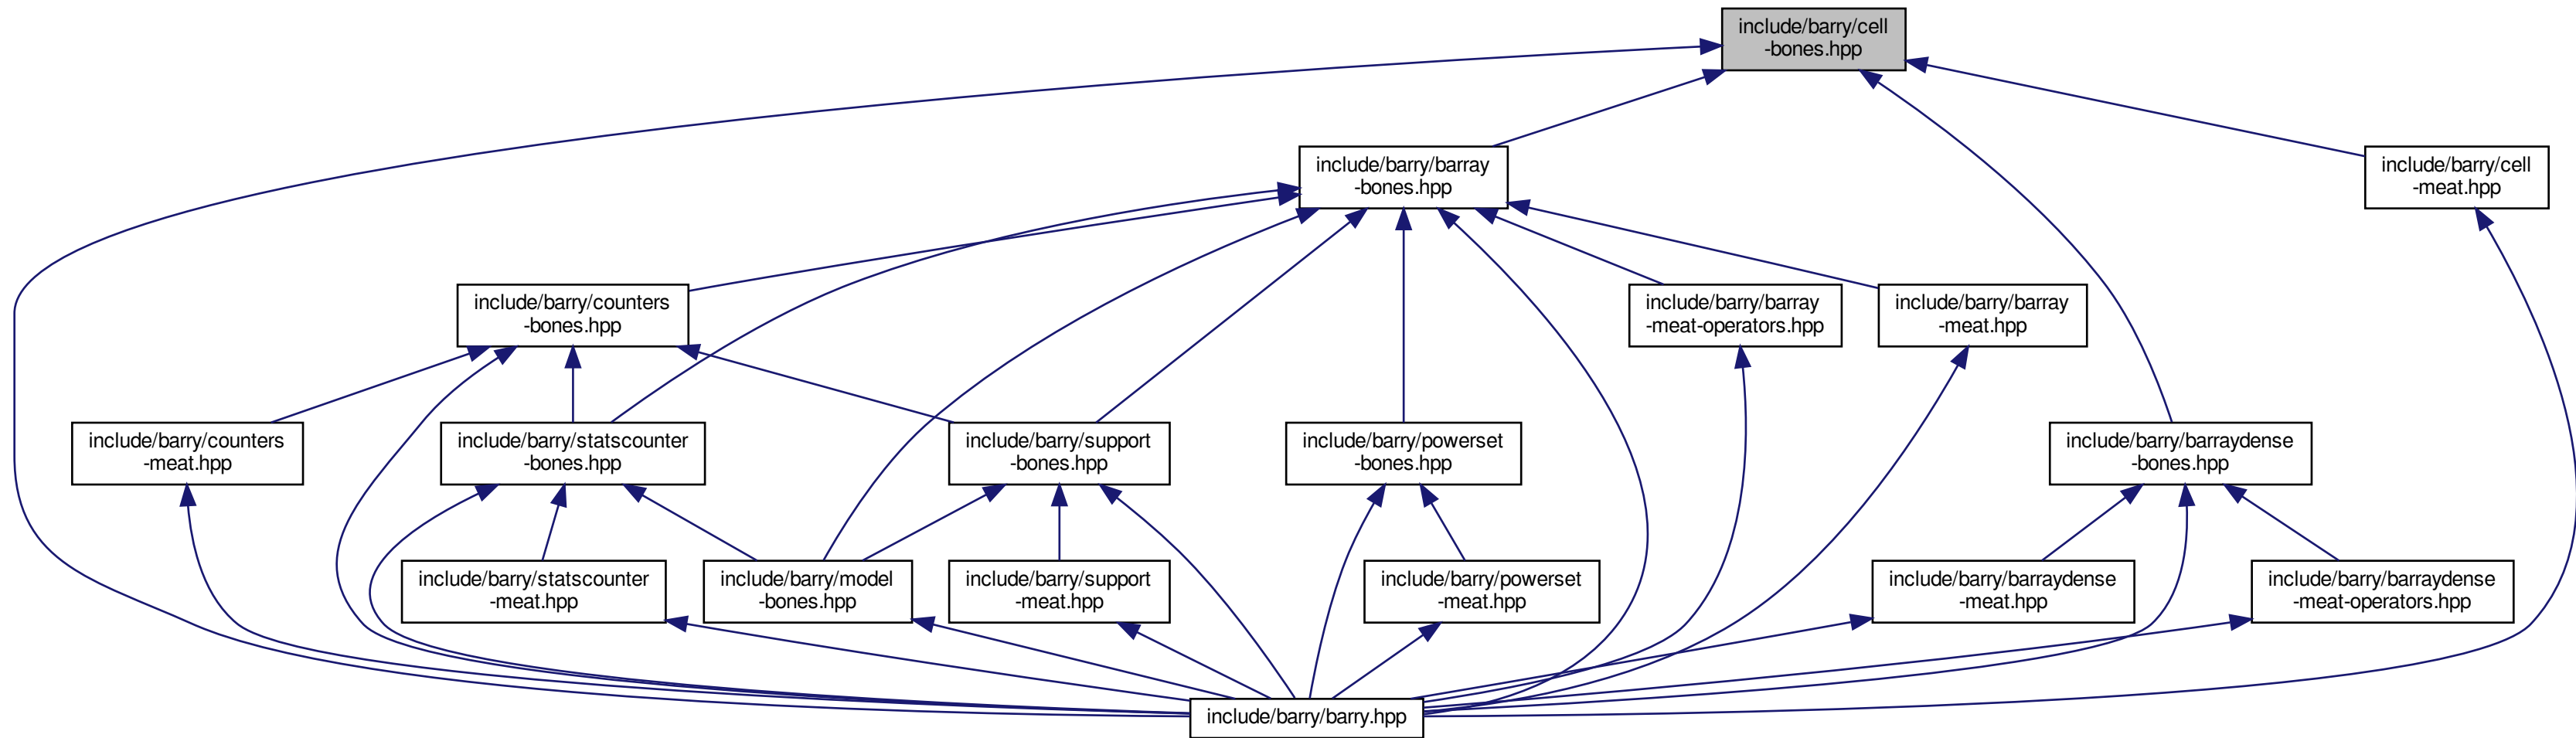 include/barry/cell
-bones.hpp
include/barry/barray
-bones.hpp
include/barry/cell
-meat.hpp
include/barry/counters
-bones.hpp
include/barry/barray
-meat-operators.hpp
include/barry/barray
-meat.hpp
include/barry/counters
-meat.hpp
include/barry/statscounter
-bones.hpp
include/barry/support
-bones.hpp
include/barry/powerset
-bones.hpp
include/barry/barraydense
-bones.hpp
include/barry/statscounter
-meat.hpp
include/barry/model
-bones.hpp
include/barry/support
-meat.hpp
include/barry/powerset
-meat.hpp
include/barry/barraydense
-meat.hpp
include/barry/barraydense
-meat-operators.hpp
include/barry/barry.hpp